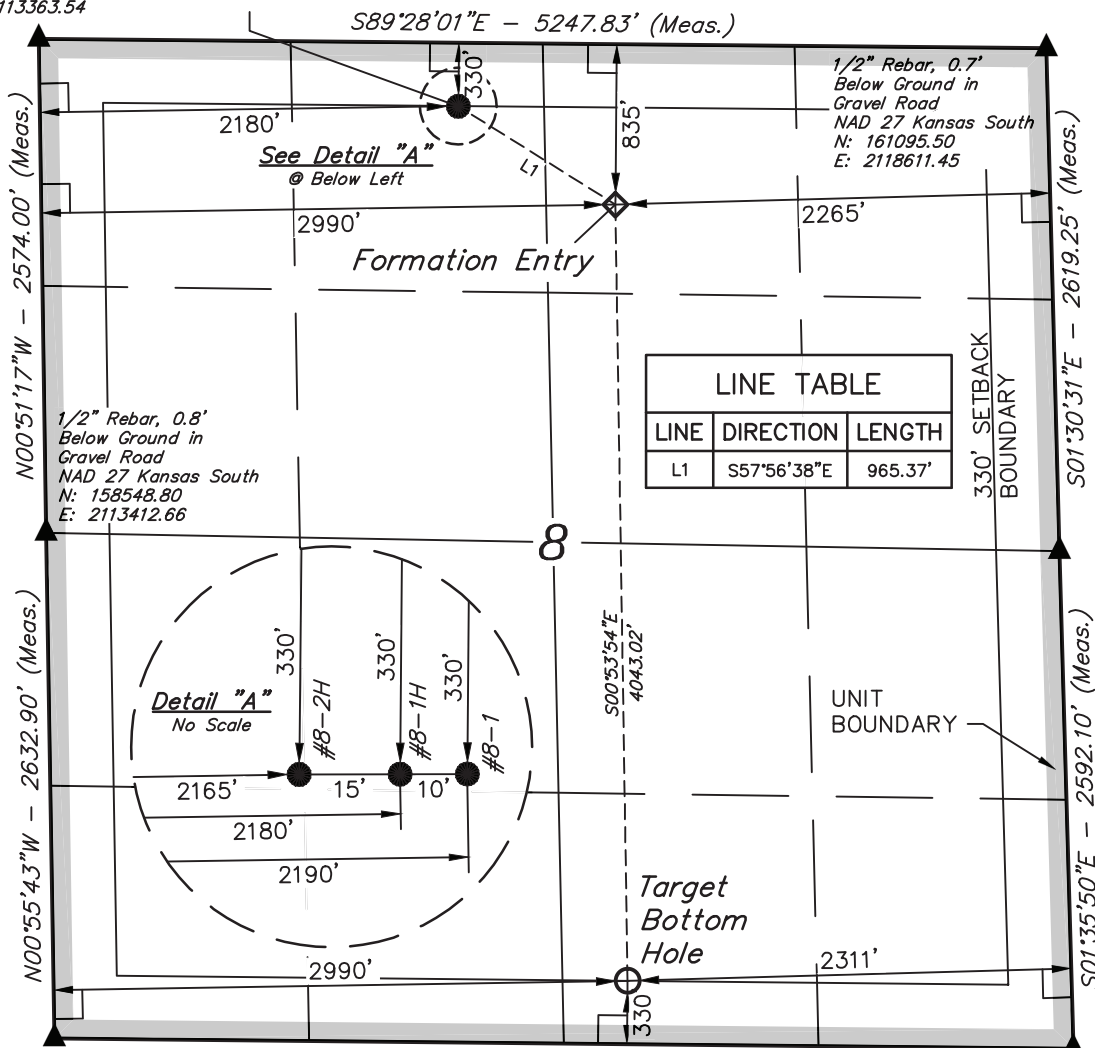 113363.54
S89°28'01"E - 5247.83' (Meas.)
1/2" Rebar, 0.7'
Below Ground in
Gravel Road
NAD 27 Kansas South
N: 161095.50
E: 2118611.45
330'
835'
2180'
See Detail "A"
@ Below Left
L1
2990'
2265'
Formation Entry
N00°51'17"W - 2574.00' (Meas.)
S01°30'31"E - 2619.25' (Meas.)
LINE TABLE
LINE DIRECTION LENGTH
L1 S57°56'38"E 965.37'
330' SETBACK
BOUNDARY
1/2" Rebar, 0.8'
Below Ground in
Gravel Road
NAD 27 Kansas South
N: 158548.80
E: 2113412.66
8
S00°53'54"E
4043.02'
330'
330'
330'
Detail "A"
No Scale
#8-2H
#8-1H
#8-1
2165'
15'
10'
2180'
2190'
UNIT
BOUNDARY
N00°55'43"W - 2632.90' (Meas.)
S01°35'50"E - 2592.10' (Meas.)
Target
Bottom
Hole
2990'
2311'
330